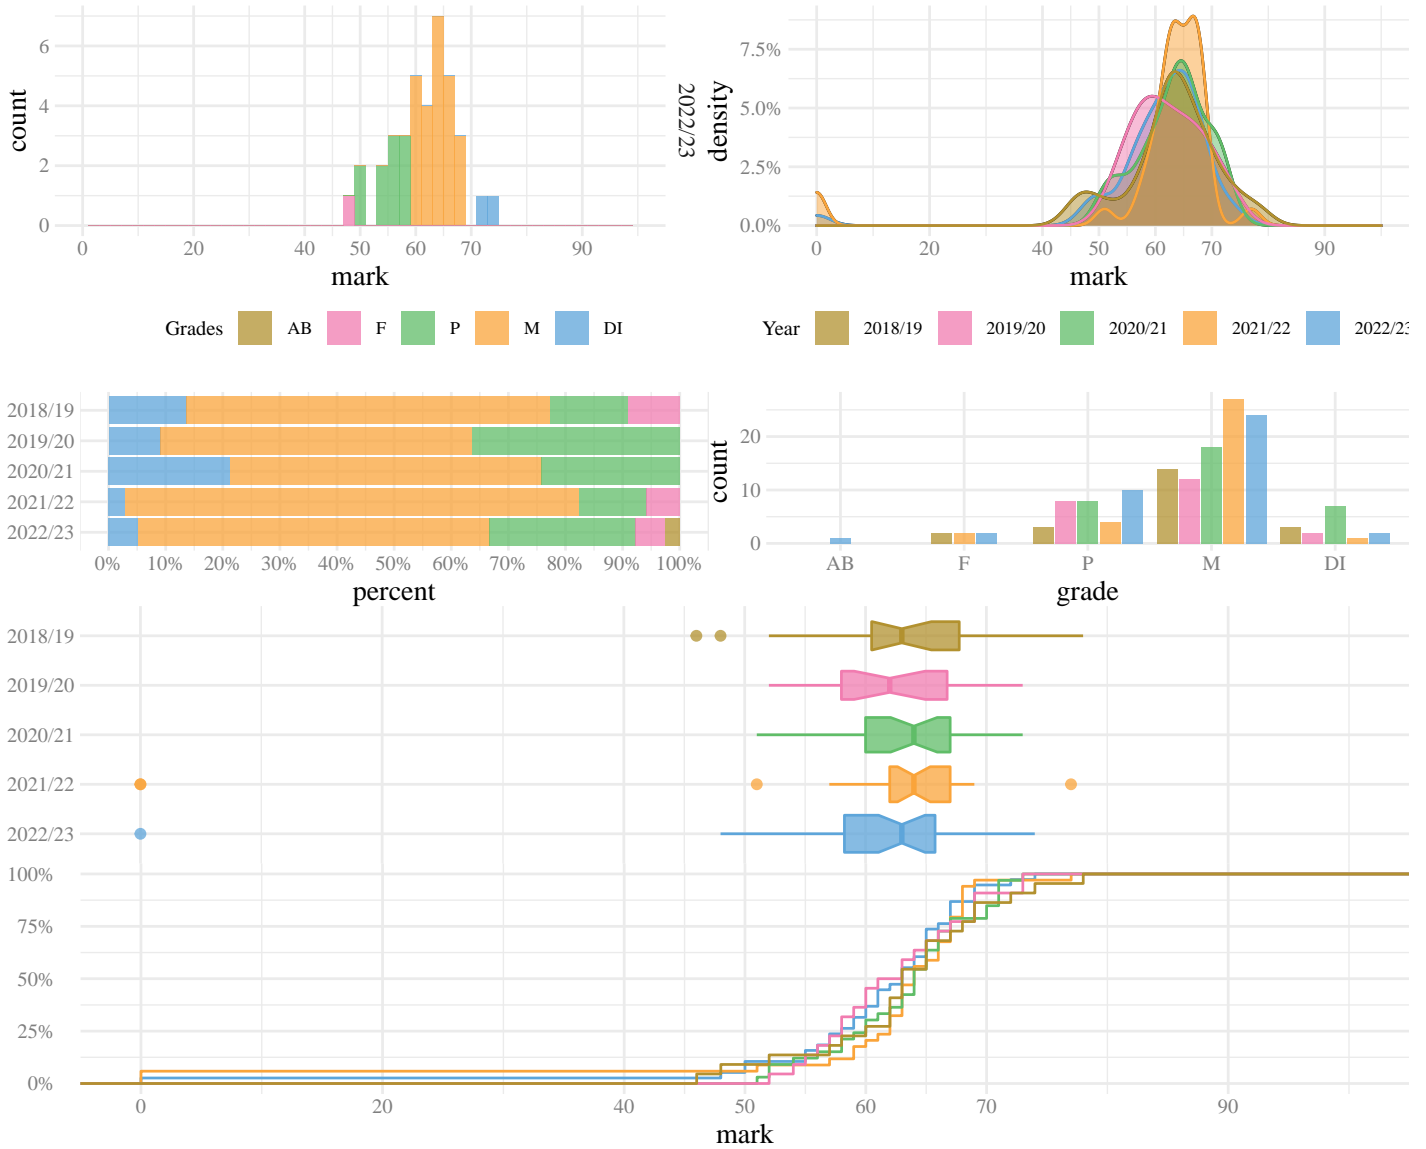 6
4
2
0
count
0 20 40 50 60 70 90
mark
2022/23
7.5%
5.0%
2.5%
0.0%
density
0 20 40 50 60 70 90
mark
Grades AB F P M DI
Year 2018/19 2019/20 2020/21 2021/22 2022/23
2018/19
2019/20
2020/21
2021/22
2022/23
0% 10% 20% 30% 40% 50% 60% 70% 80% 90% 100%
percent
20
10
0
count
AB F P M DI
grade
2018/19
2019/20
2020/21
2021/22
2022/23
100%
75%
50%
25%
0%
0 20 40 50 60 70 90
mark